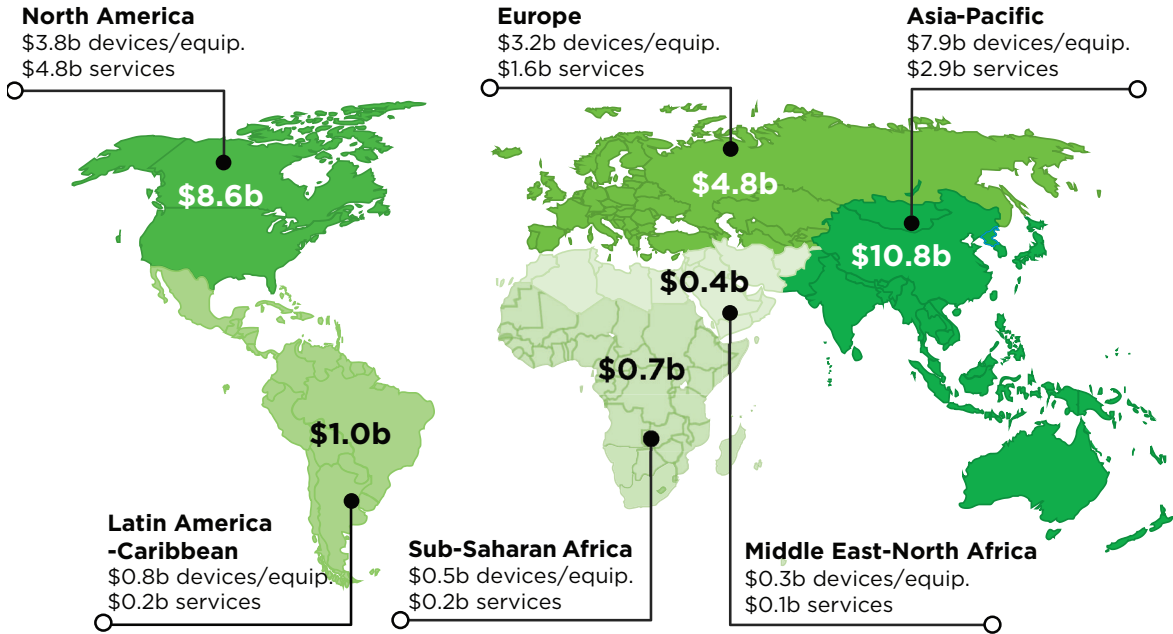 North America
$3.8b devices/equip.
$4.8b services
Europe
$3.2b devices/equip.
$1.6b services
Asia-Pacific
$7.9b devices/equip.
$2.9b services
$8.6b
$4.8b
$10.8b
$0.4b
$0.7b
$1.0b
Latin America
-Caribbean
$0.8b devices/equip.
$0.2b services
Sub-Saharan Africa
$0.5b devices/equip.
$0.2b services
Middle East-North Africa
$0.3b devices/equip.
$0.1b services